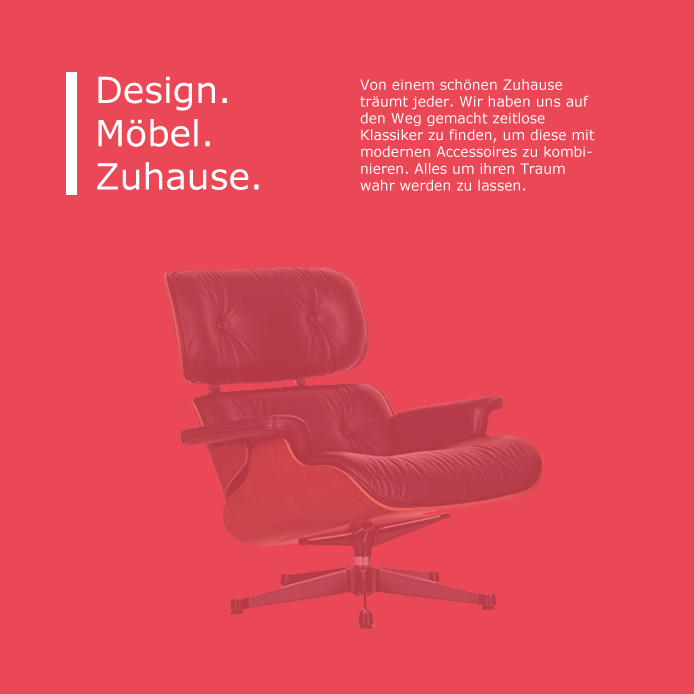 Design.
Möbel.
Zuhause.
Von einem schönen Zuhause
träumt jeder. Wir haben uns auf
den Weg gemacht zeitlose
Klassiker zu finden, um diese mit
modernen Accessoires zu kombi-
nieren. Alles um ihren Traum
wahr werden zu lassen.